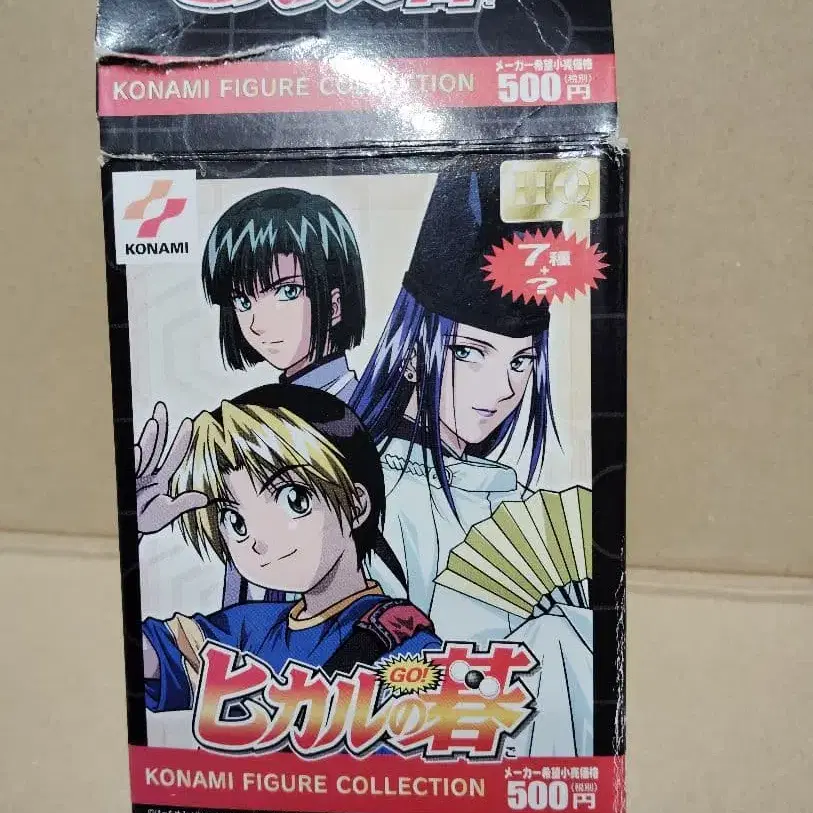 KONAMI FIGURE COLLECTION
メーカー希望小売価格
500円(税別)
KONAMI
HQ
7種
+
?
GO!
ヒカルの碁
ご
KONAMI FIGURE COLLECTION
メーカー希望小売価格
500円(税別)